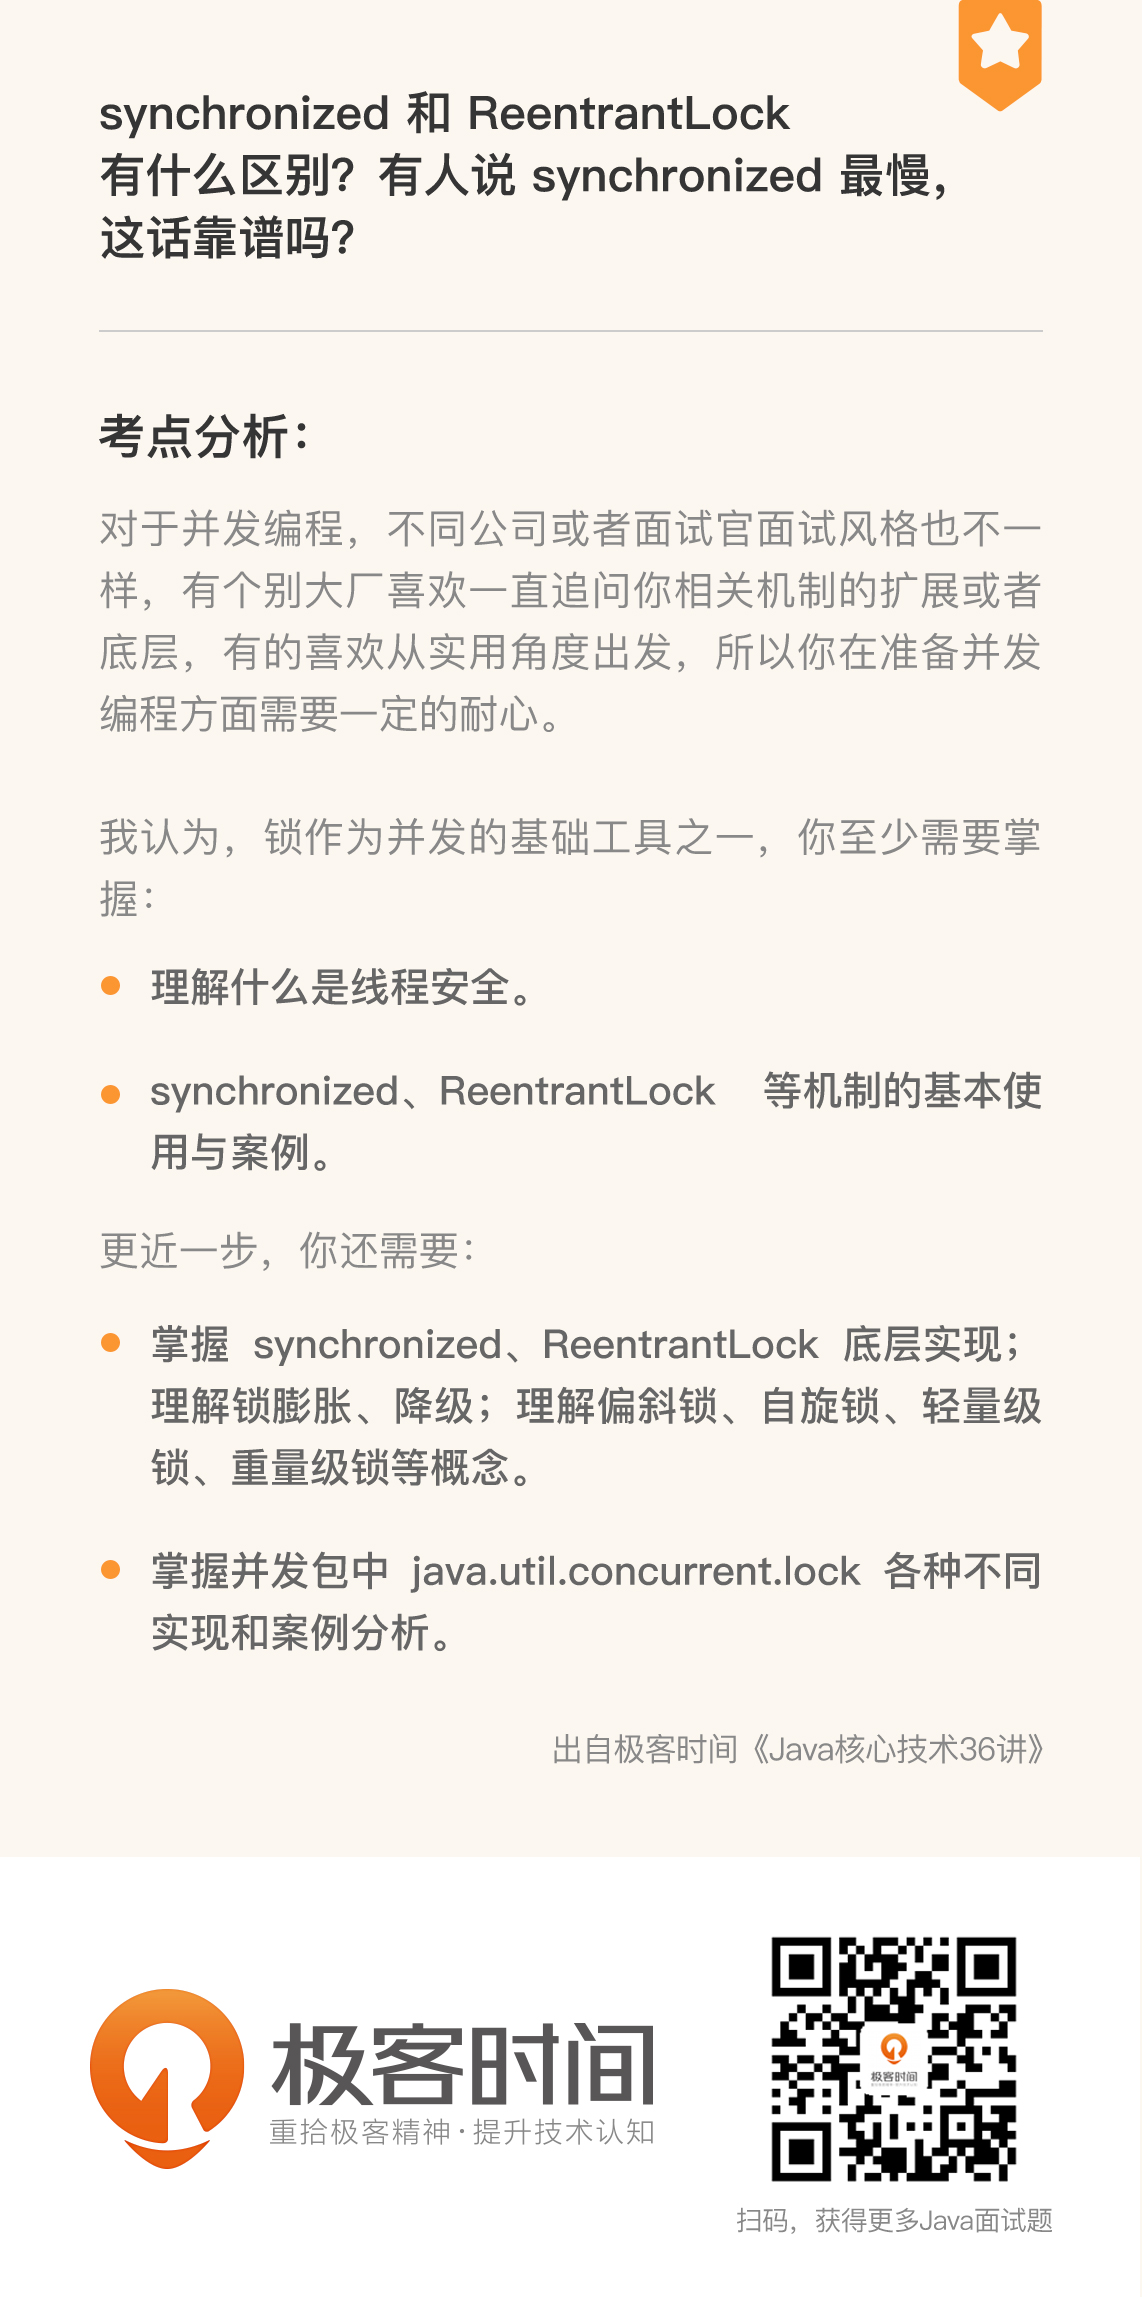 synchronized 和 ReentrantLock
有什么区别？有人说 synchronized 最慢，
这话靠谱吗？
考点分析：
对于并发编程，不同公司或者面试官面试风格也不一
样，有个别大厂喜欢一直追问你相关机制的扩展或者
底层，有的喜欢从实用角度出发，所以你在准备并发
编程方面需要一定的耐心。
我认为，锁作为并发的基础工具之一，你至少需要掌
握：
理解什么是线程安全。
synchronized、ReentrantLock 等机制的基本使
用与案例。
更近一步，你还需要：
掌握 synchronized、ReentrantLock 底层实现；
理解锁膨胀、降级；理解偏斜锁、自旋锁、轻量级
锁、重量级锁等概念。
掌握并发包中 java.util.concurrent.lock 各种不同
实现和案例分析。
出自极客时间《Java核心技术36讲》
极客时间
重拾极客精神·提升技术认知
极客时间
扫码，获得更多Java面试题